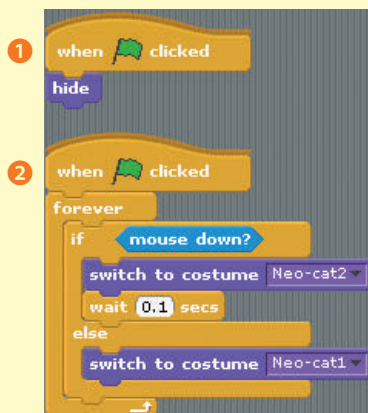 1
when clicked
hide
2
when clicked
forever
if mouse down?
switch to costume Neo-cat2
wait 0.1 secs
else
switch to costume Neo-cat1